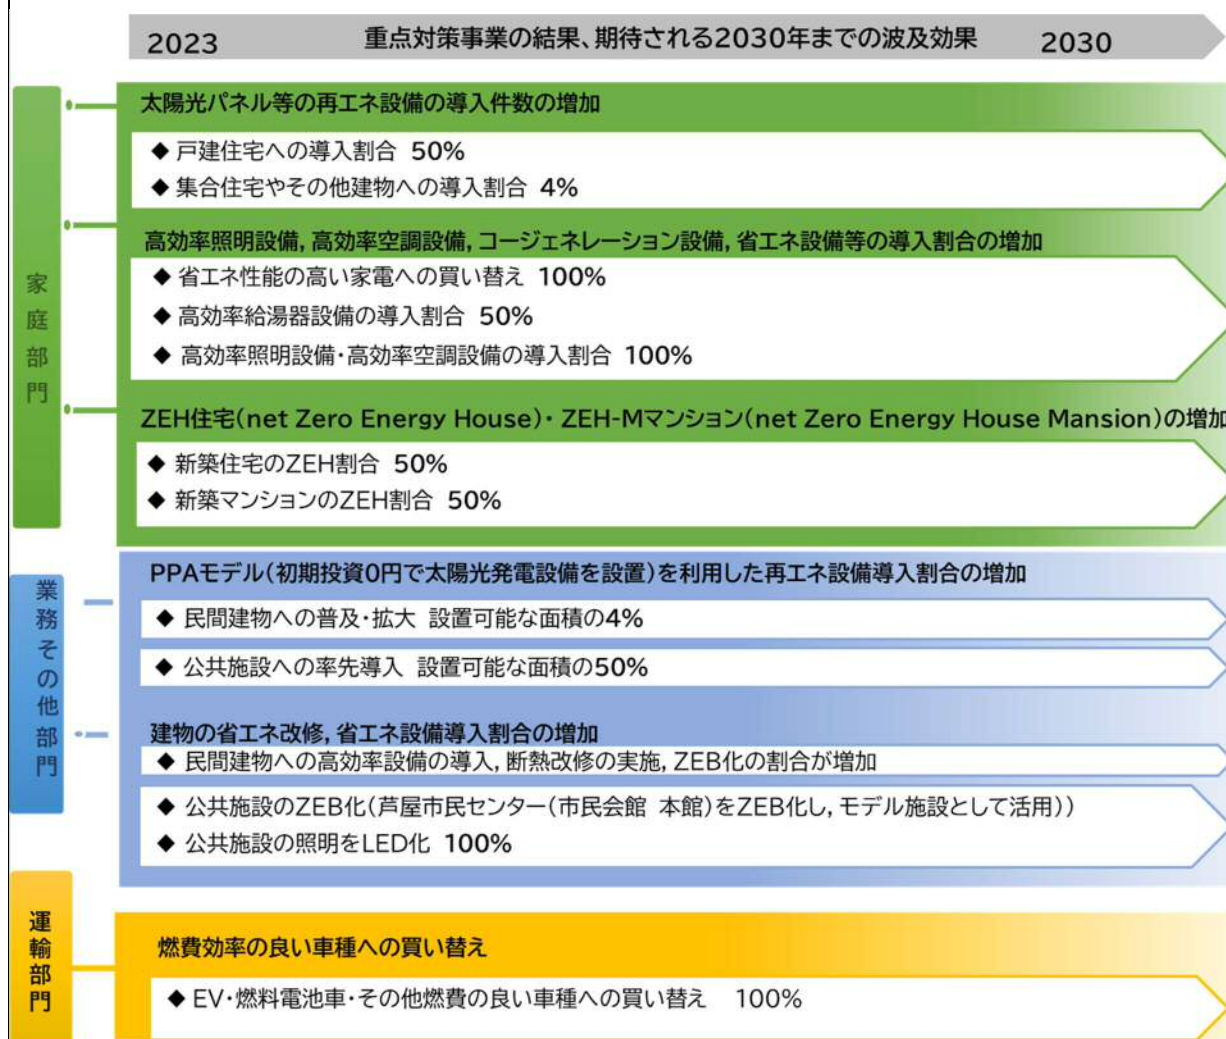 2023 重点対策事業の結果、期待される2030年までの波及効果 2030
家庭部門
太陽光パネル等の再エネ設備の導入件数の増加
◆ 戸建住宅への導入割合 50%
◆ 集合住宅やその他建物への導入割合 4%
高効率照明設備,高効率空調設備,コージェネレーション設備,省エネ設備等の導入割合の増加
◆ 省エネ性能の高い家電への買い替え 100%
◆ 高効率給湯器設備の導入割合 50%
◆ 高効率照明設備・高効率空調設備の導入割合 100%
ZEH住宅(net Zero Energy House)・ZEH-Mマンション(net Zero Energy House Mansion)の増加
◆ 新築住宅のZEH割合 50%
◆ 新築マンションのZEH割合 50%
業務その他部門
PPAモデル(初期投資0円で太陽光発電設備を設置)を利用した再エネ設備導入割合の増加
◆ 民間建物への普及・拡大 設置可能な面積の4%
◆ 公共施設への率先導入 設置可能な面積の50%
建物の省エネ改修,省エネ設備導入割合の増加
◆ 民間建物への高効率設備の導入,断熱改修の実施,ZEB化の割合が増加
◆ 公共施設のZEB化(芦屋市民センター(市民会館 本館)をZEB化し,モデル施設として活用))
◆ 公共施設の照明をLED化 100%
運輸部門
燃費効率の良い車種への買い替え
◆ EV・燃料電池車・その他燃費の良い車種への買い替え 100%